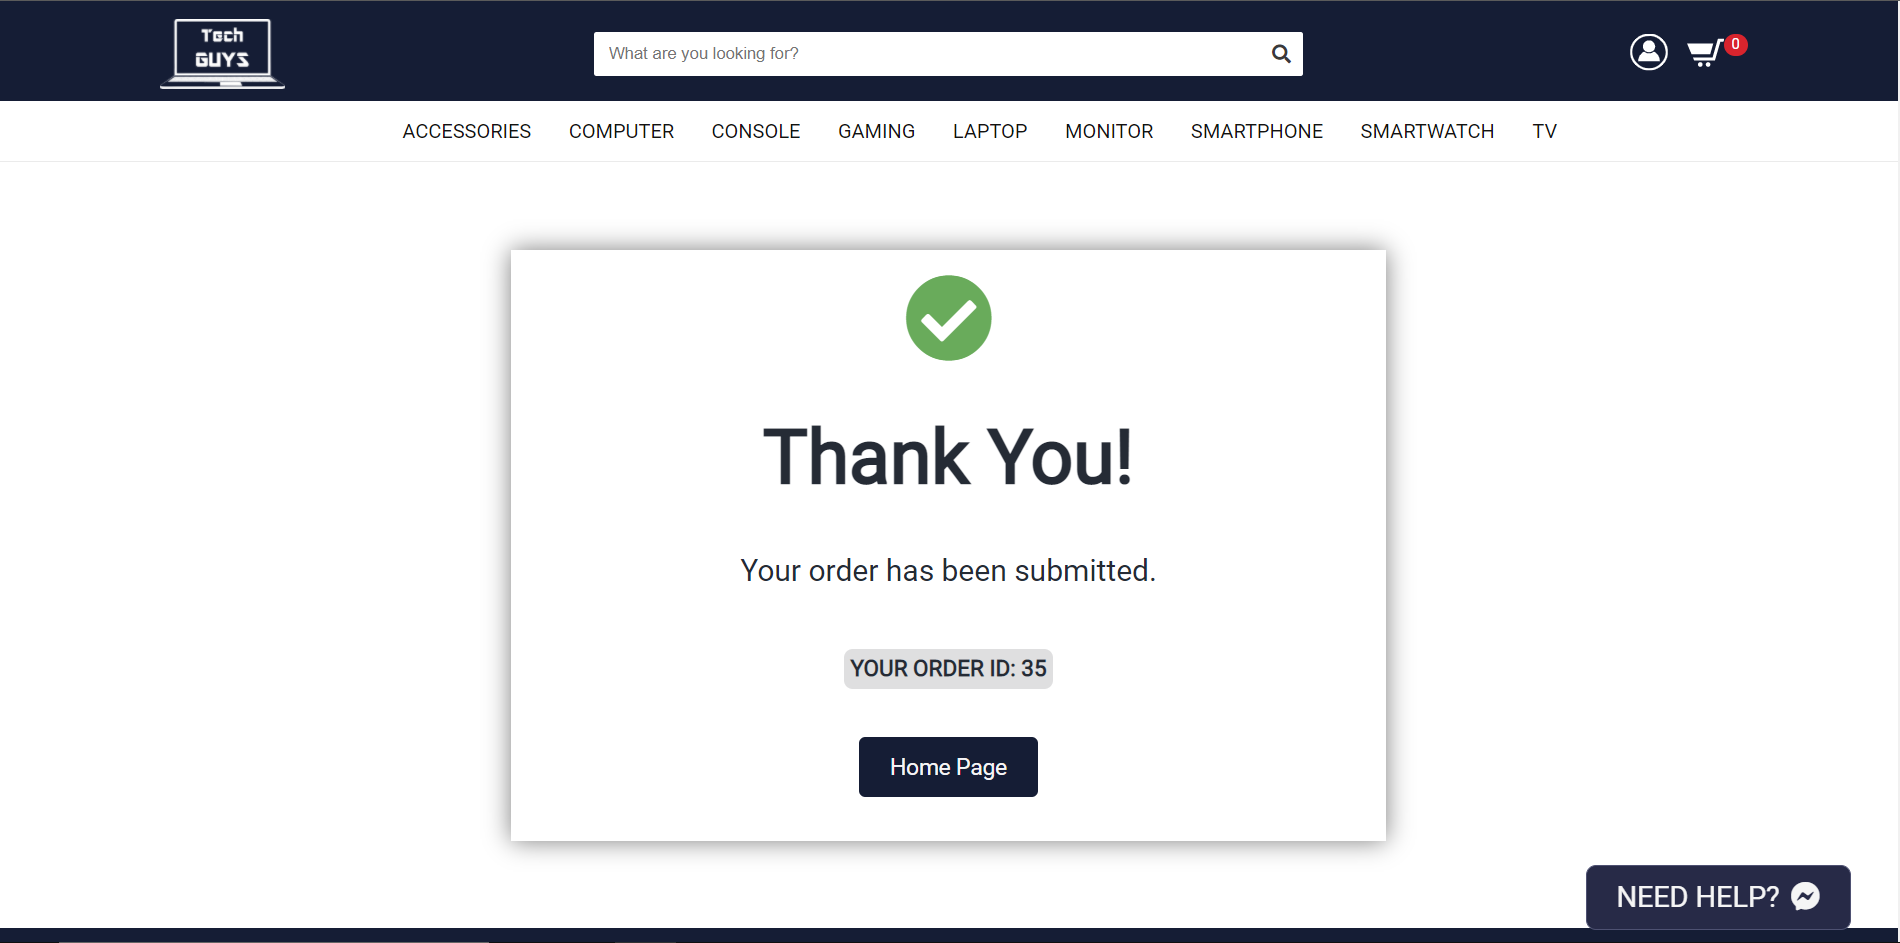 Tech
GUYS
What are you looking for?
0
ACCESSORIES COMPUTER CONSOLE GAMING LAPTOP MONITOR SMARTPHONE SMARTWATCH TV
Thank You!
Your order has been submitted.
YOUR ORDER ID: 35
Home Page
NEED HELP?